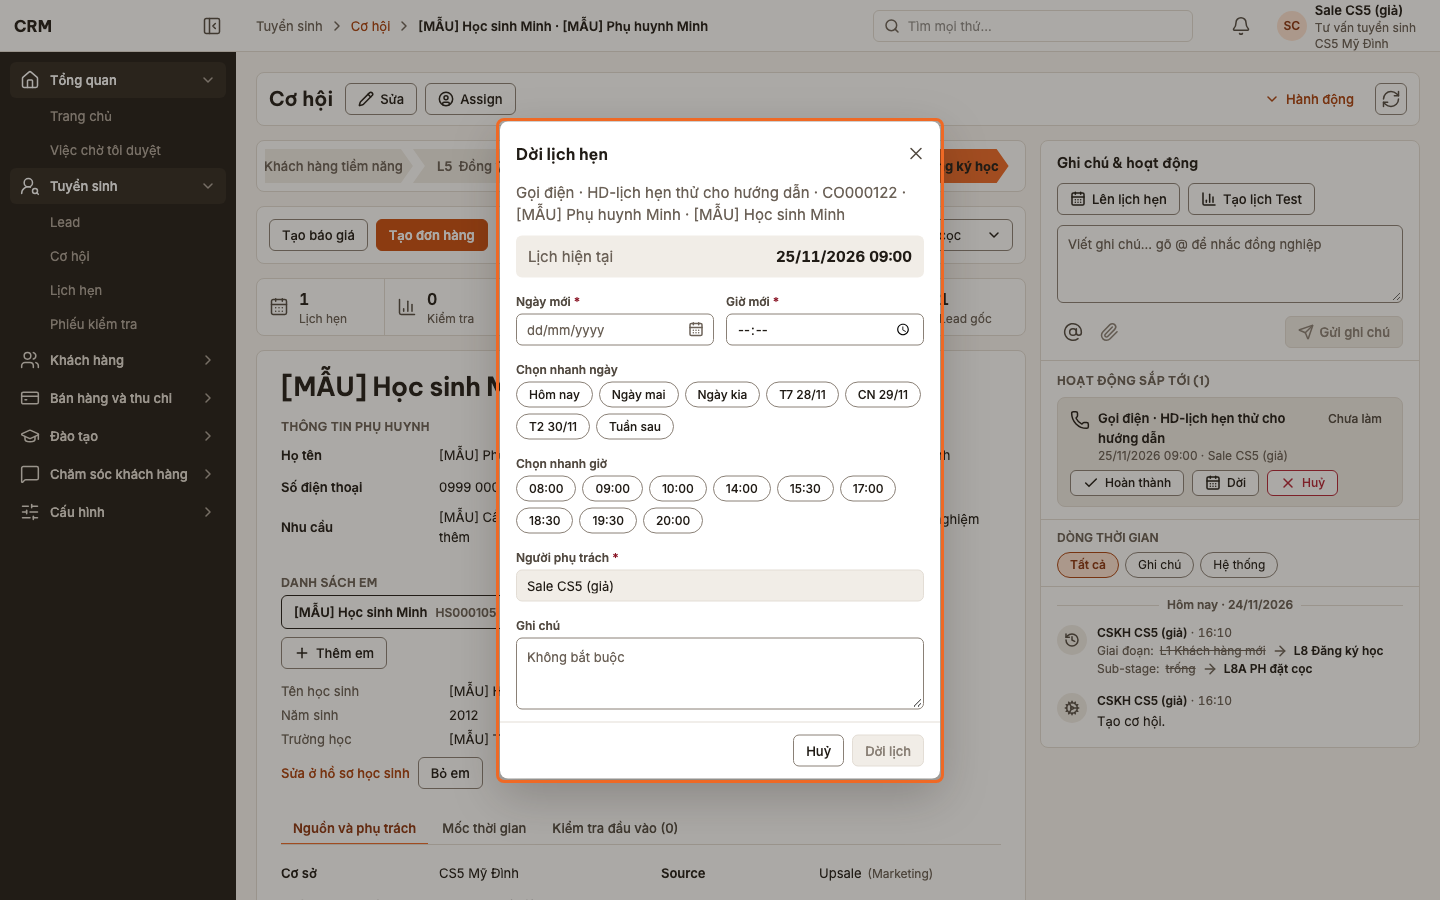 CRM
Tuyển sinh > Cơ hội > [MẪU] Học sinh Minh · [MẪU] Phụ huynh Minh
Tìm mọi thứ...
SC
Sale CS5 (giả)
Tư vấn tuyển sinh
CS5 Mỹ Đình
Tổng quan
Trang chủ
Việc chờ tôi duyệt
Tuyển sinh
Lead
Cơ hội
Lịch hẹn
Phiếu kiểm tra
Khách hàng
Bán hàng và thu chi
Đào tạo
Chăm sóc khách hàng
Cấu hình
Cơ hội
Sửa
Assign
Hành động
Khách hàng tiềm năng
L5 Đồng
ký học
Tạo báo giá
Tạo đơn hàng
cọc
1
Lịch hẹn
0
Kiểm tra
1
Lead gốc
[MẪU] Học sinh
THÔNG TIN PHỤ HUYNH
Họ tên
[MẪU]
Số điện thoại
0999 000
Nhu cầu
[MẪU]
thêm
DANH SÁCH EM
[MẪU] Học sinh Minh HS000105
Thêm em
Tên học sinh
[MẪU]
Năm sinh
2012
Trường học
[MẪU]
Sửa ở hồ sơ học sinh
Bỏ em
Nguồn và phụ trách
Mốc thời gian
Kiểm tra đầu vào (0)
Cơ sở
CS5 Mỹ Đình
Source
Upsale (Marketing)
Dời lịch hẹn
Gọi điện · HD-lịch hẹn thử cho hướng dẫn · CO000122 ·
[MẪU] Phụ huynh Minh · [MẪU] Học sinh Minh
Lịch hiện tại
25/11/2026 09:00
Ngày mới *
Giờ mới *
dd/mm/yyyy
--:--
Chọn nhanh ngày
Hôm nay
Ngày mai
Ngày kia
T7 28/11
CN 29/11
T2 30/11
Tuần sau
Chọn nhanh giờ
08:00
09:00
10:00
14:00
15:30
17:00
18:30
19:30
20:00
Người phụ trách *
Sale CS5 (giả)
Ghi chú
Không bắt buộc
Huỷ
Dời lịch
Ghi chú & hoạt động
Lên lịch hẹn
Tạo lịch Test
Viết ghi chú... gõ @ để nhắc đồng nghiệp
Gửi ghi chú
HOẠT ĐỘNG SẮP TỚI (1)
Gọi điện · HD-lịch hẹn thử cho
hướng dẫn
Chưa làm
25/11/2026 09:00 · Sale CS5 (giả)
Hoàn thành
Dời
Huỷ
DÒNG THỜI GIAN
Tất cả
Ghi chú
Hệ thống
Hôm nay · 24/11/2026
CSKH CS5 (giả) · 16:10
Giai đoạn: L1 Khách hàng mới → L8 Đăng ký học
Sub-stage: trống → L8A PH đặt cọc
CSKH CS5 (giả) · 16:10
Tạo cơ hội.